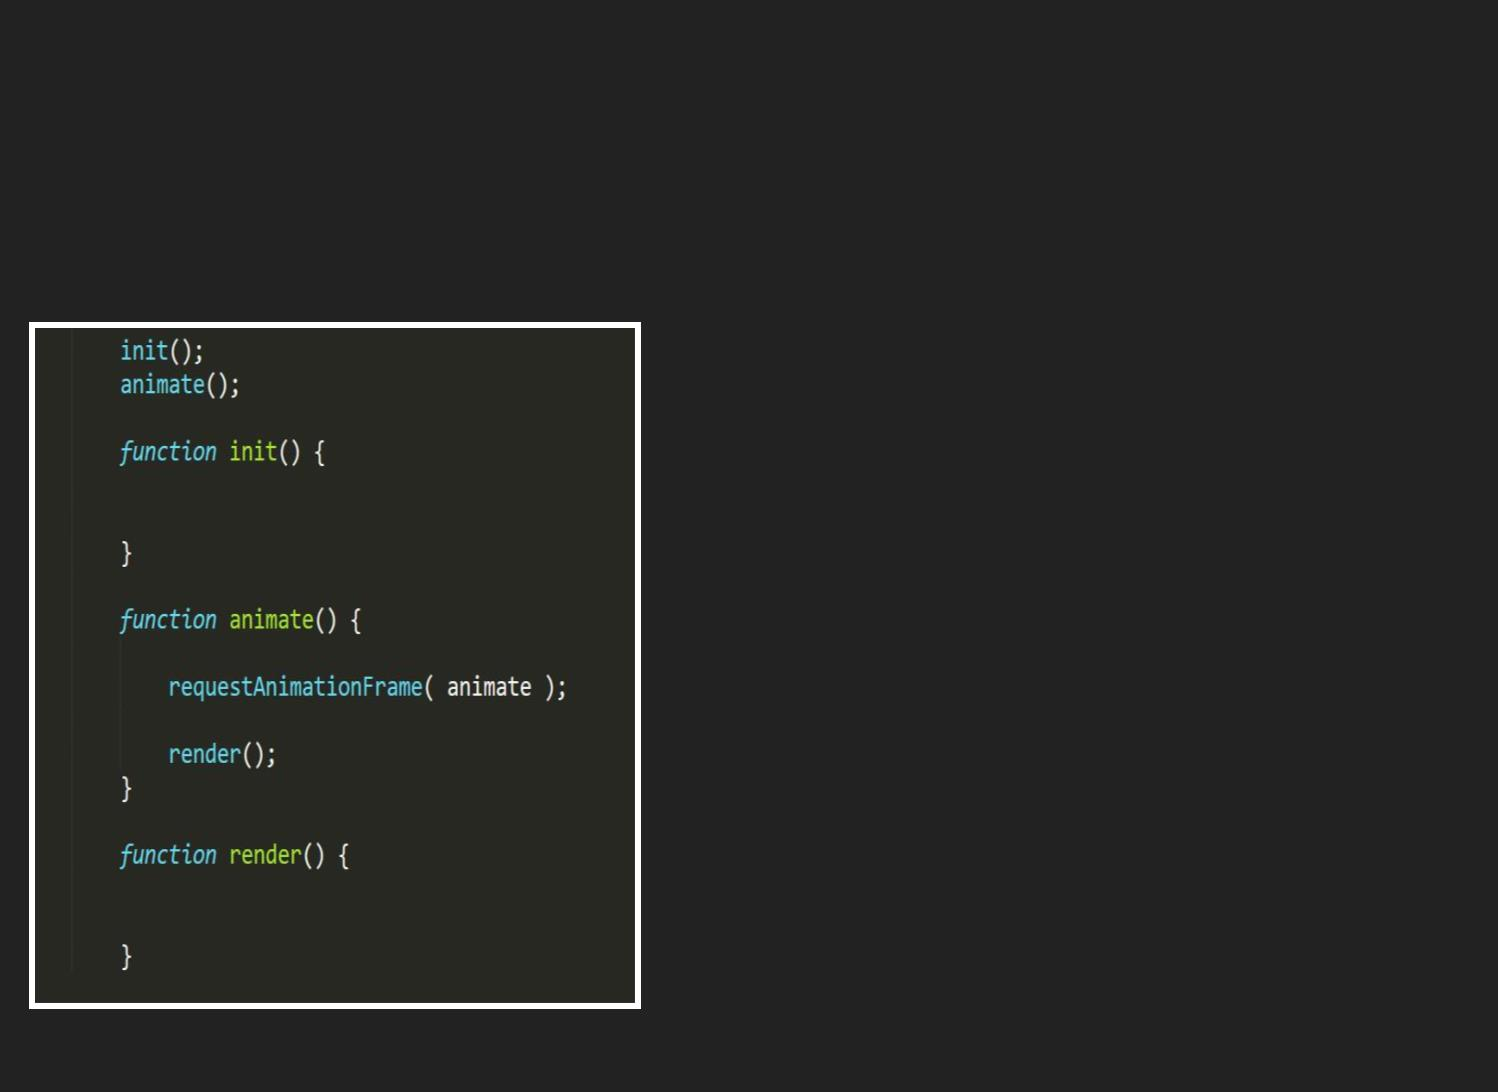 init();
animate();
function init() {
}
function animate() {
requestAnimationFrame( animate );
render();
}
function render() {
}